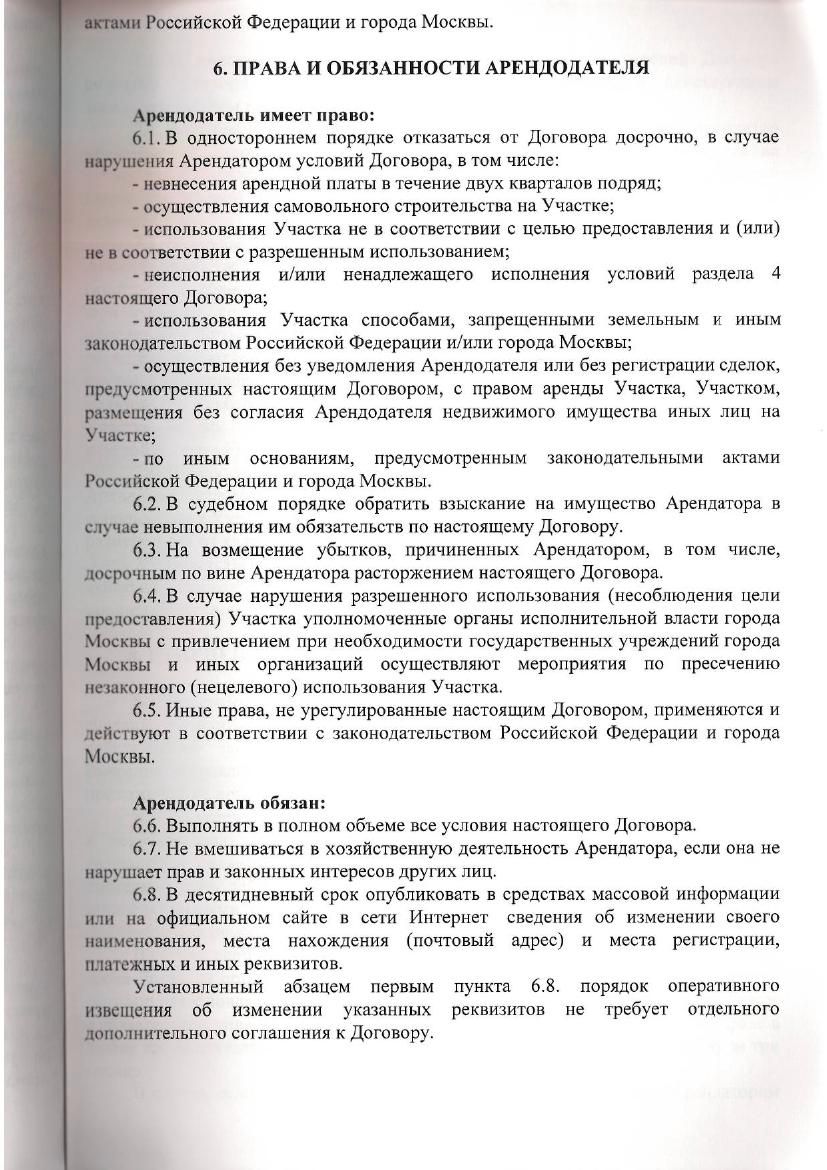 актами Российской Федерации и города Москвы.
6. ПРАВА И ОБЯЗАННОСТИ АРЕНДОДАТЕЛЯ
Арендодатель имеет право:
6.1. В одностороннем порядке отказаться от Договора досрочно, в случае
нарушения Арендатором условий Договора, в том числе:
- невнесения арендной платы в течение двух кварталов подряд;
- осуществления самовольного строительства на Участке;
- использования Участка не в соответствии с целью предоставления и (или)
не в соответствии с разрешенным использованием;
- неисполнения и/или ненадлежащего исполнения условий раздела 4
настоящего Договора;
- использования Участка способами, запрещенными земельным и иным
законодательством Российской Федерации и/или города Москвы;
- осуществления без уведомления Арендодателя или без регистрации сделок,
предусмотренных настоящим Договором, с правом аренды Участка, Участком,
размещения без согласия Арендодателя недвижимого имущества иных лиц на
Участке;
- по иным основаниям, предусмотренным законодательными актами
Российской Федерации и города Москвы.
6.2. В судебном порядке обратить взыскание на имущество Арендатора в
случае невыполнения им обязательств по настоящему Договору.
6.3. На возмещение убытков, причиненных Арендатором, в том числе,
досрочным по вине Арендатора расторжением настоящего Договора.
6.4. В случае нарушения разрешенного использования (несоблюдения цели
предоставления) Участка уполномоченные органы исполнительной власти города
Москвы с привлечением при необходимости государственных учреждений города
Москвы и иных организаций осуществляют мероприятия по пресечению
незаконного (нецелевого) использования Участка.
6.5. Иные права, не урегулированные настоящим Договором, применяются и
действуют в соответствии с законодательством Российской Федерации и города
Москвы.
Арендодатель обязан:
6.6. Выполнять в полном объеме все условия настоящего Договора.
6.7. Не вмешиваться в хозяйственную деятельность Арендатора, если она не
нарушает прав и законных интересов других лиц.
6.8. В десятидневный срок опубликовать в средствах массовой информации
или на официальном сайте в сети Интернет сведения об изменении своего
наименования, места нахождения (почтовый адрес) и места регистрации,
платежных и иных реквизитов.
Установленный абзацем первым пункта 6.8. порядок оперативного
извещения об изменении указанных реквизитов не требует отдельного
дополнительного соглашения к Договору.